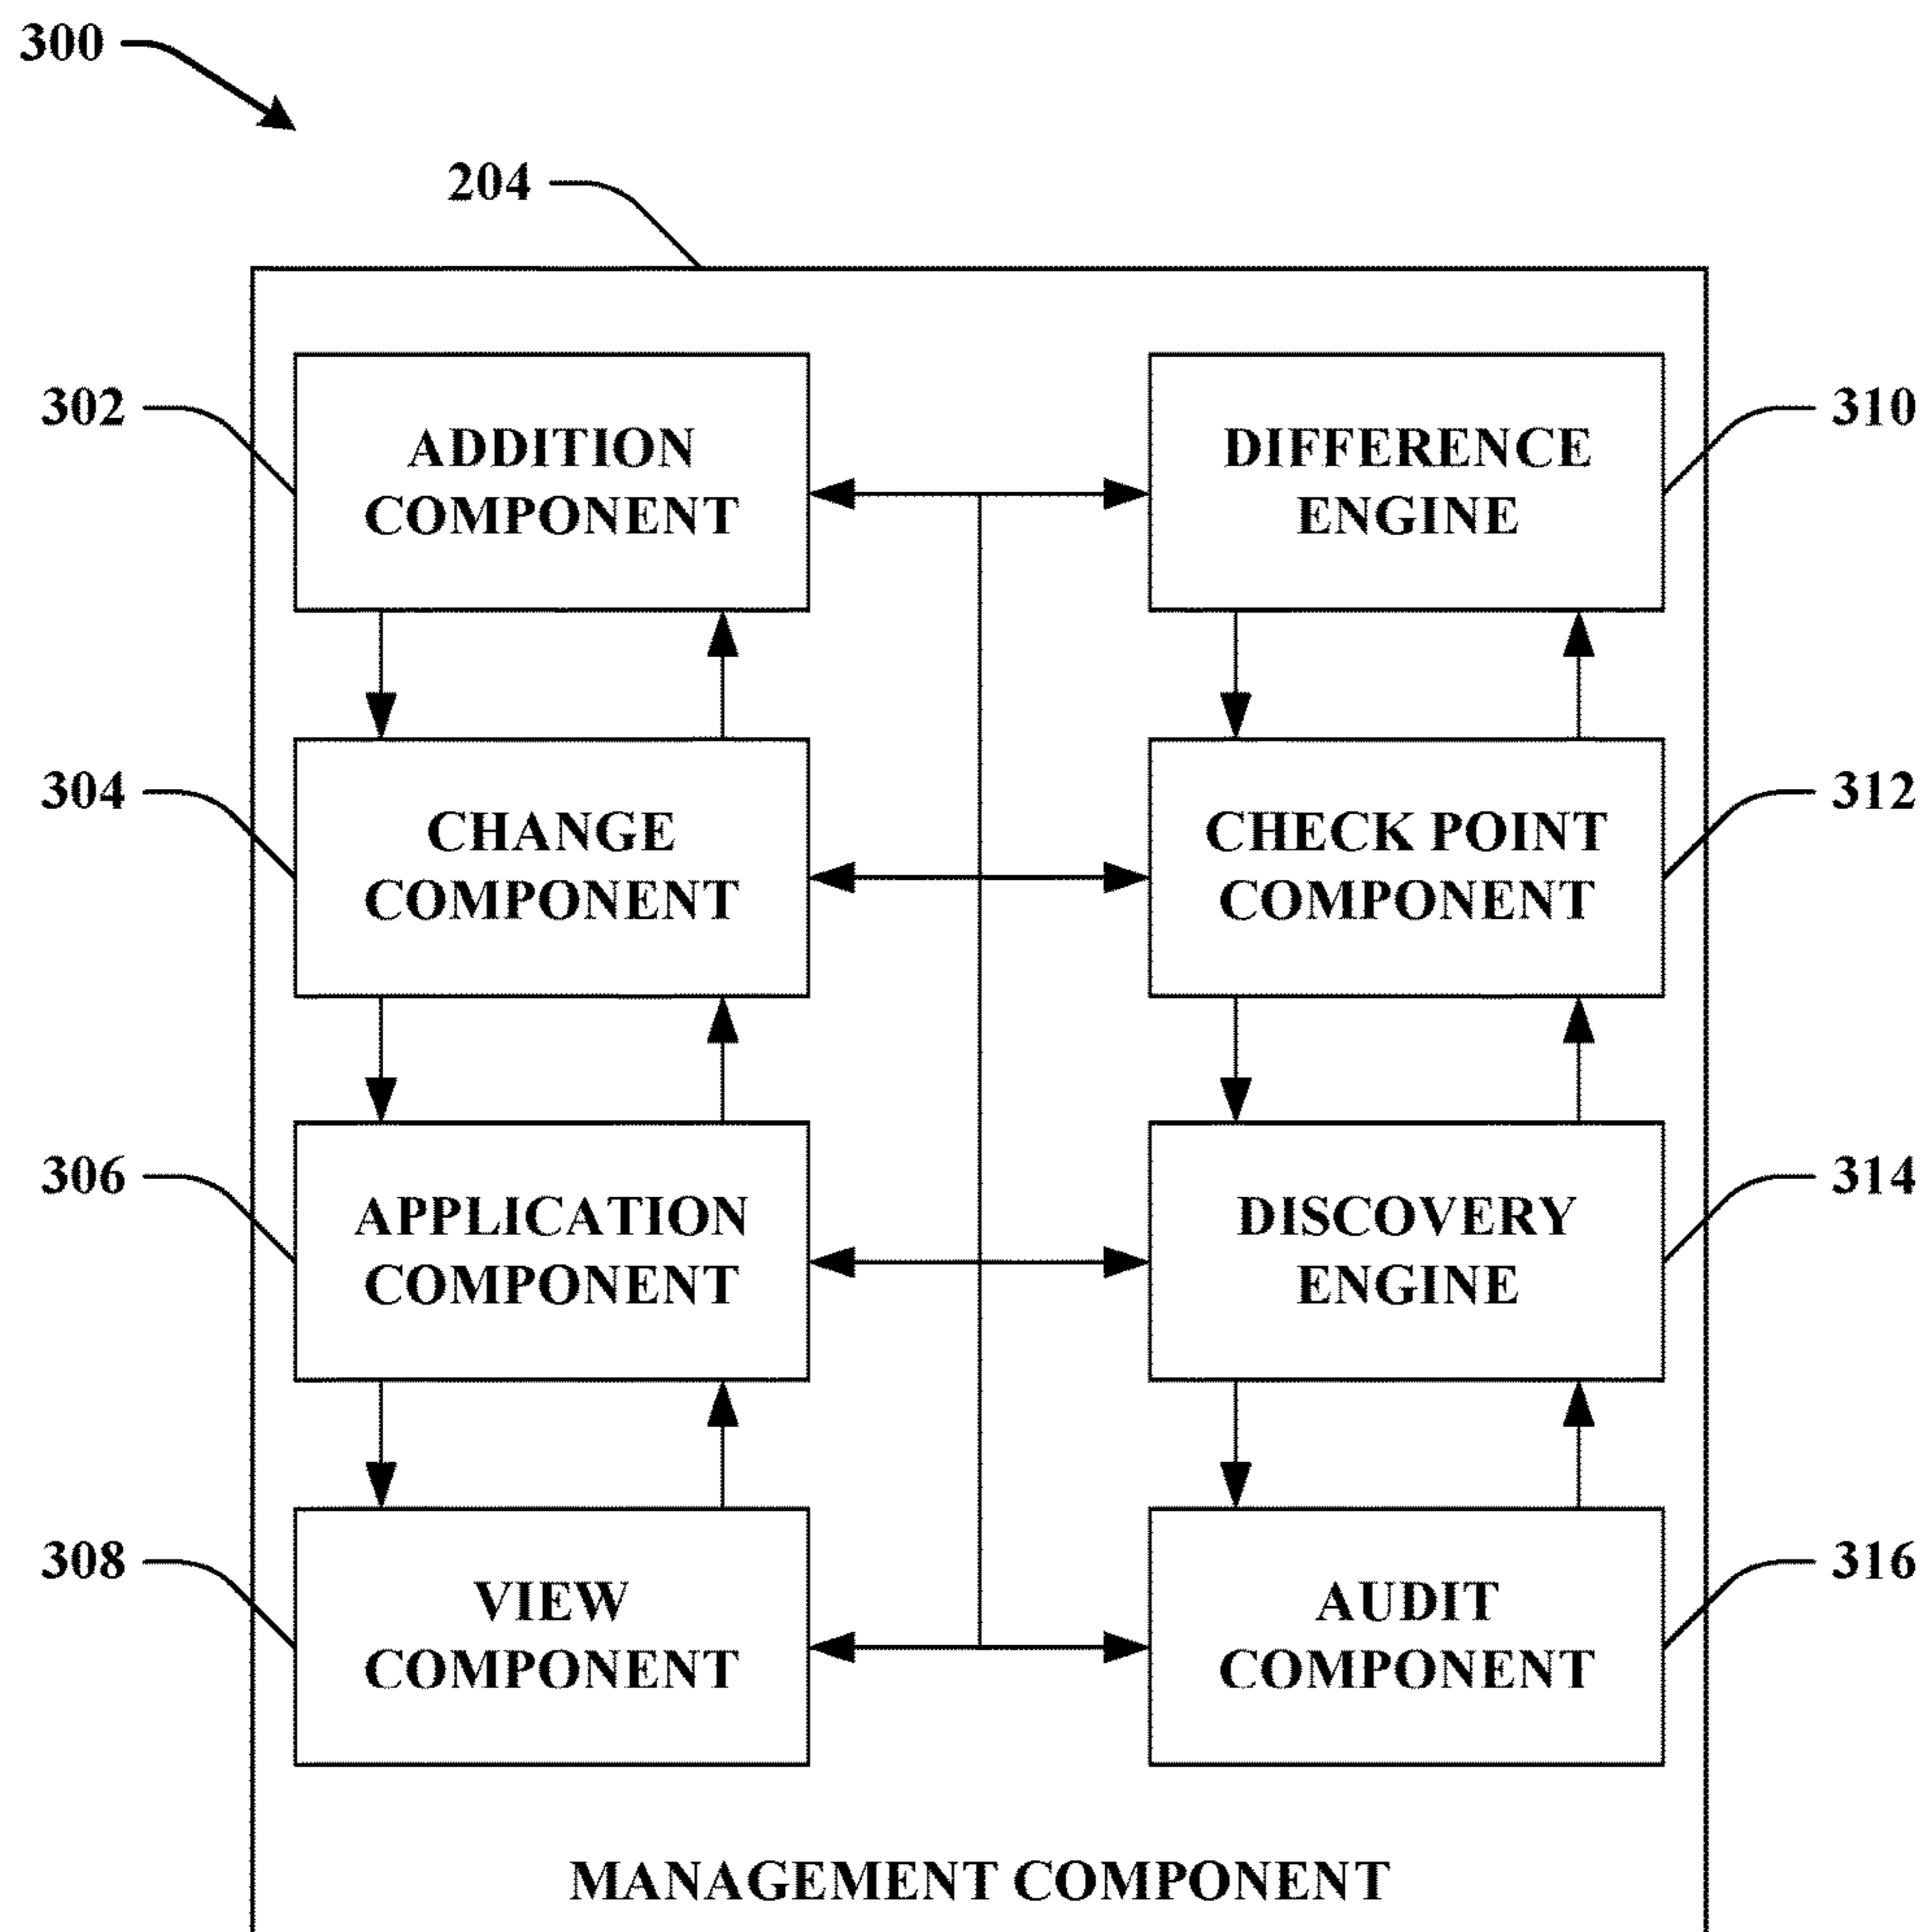 300
204
302
ADDITION
COMPONENT
DIFFERENCE
ENGINE
310
304
CHANGE
COMPONENT
CHECK POINT
COMPONENT
312
306
APPLICATION
COMPONENT
DISCOVERY
ENGINE
314
308
VIEW
COMPONENT
AUDIT
COMPONENT
316
MANAGEMENT COMPONENT